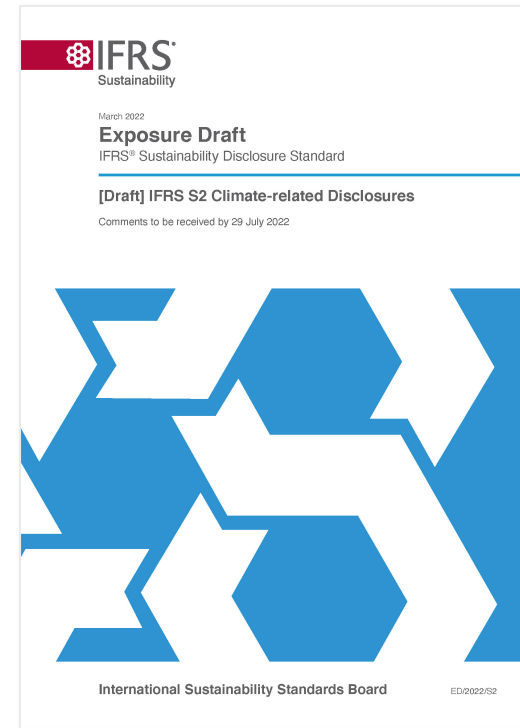 IFRS®
Sustainability
March 2022
Exposure Draft
IFRS® Sustainability Disclosure Standard
[Draft] IFRS S2 Climate-related Disclosures
Comments to be received by 29 July 2022
International Sustainability Standards Board
ED/2022/S2